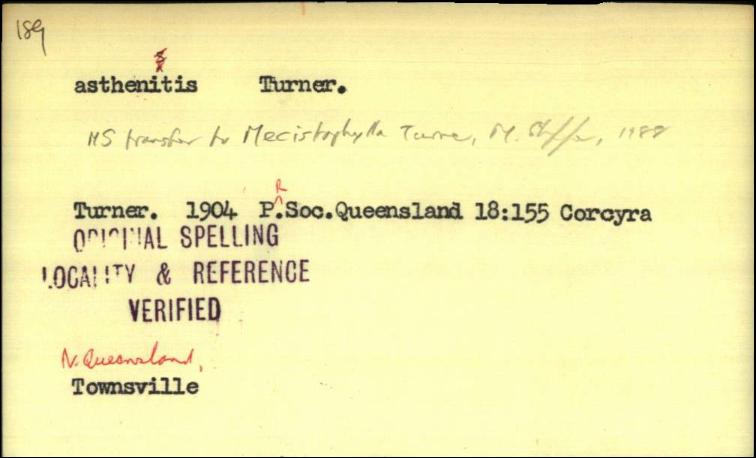 189
asthenitis Turner.
MS transfer to Mecistophylla Turner, M. Shaffer, 1988
Turner. 1904 P.R.Soc.Queensland 18:155 Corcyra
ORIGINAL SPELLING
LOCALITY & REFERENCE
VERIFIED
N. Queensland,
Townsville